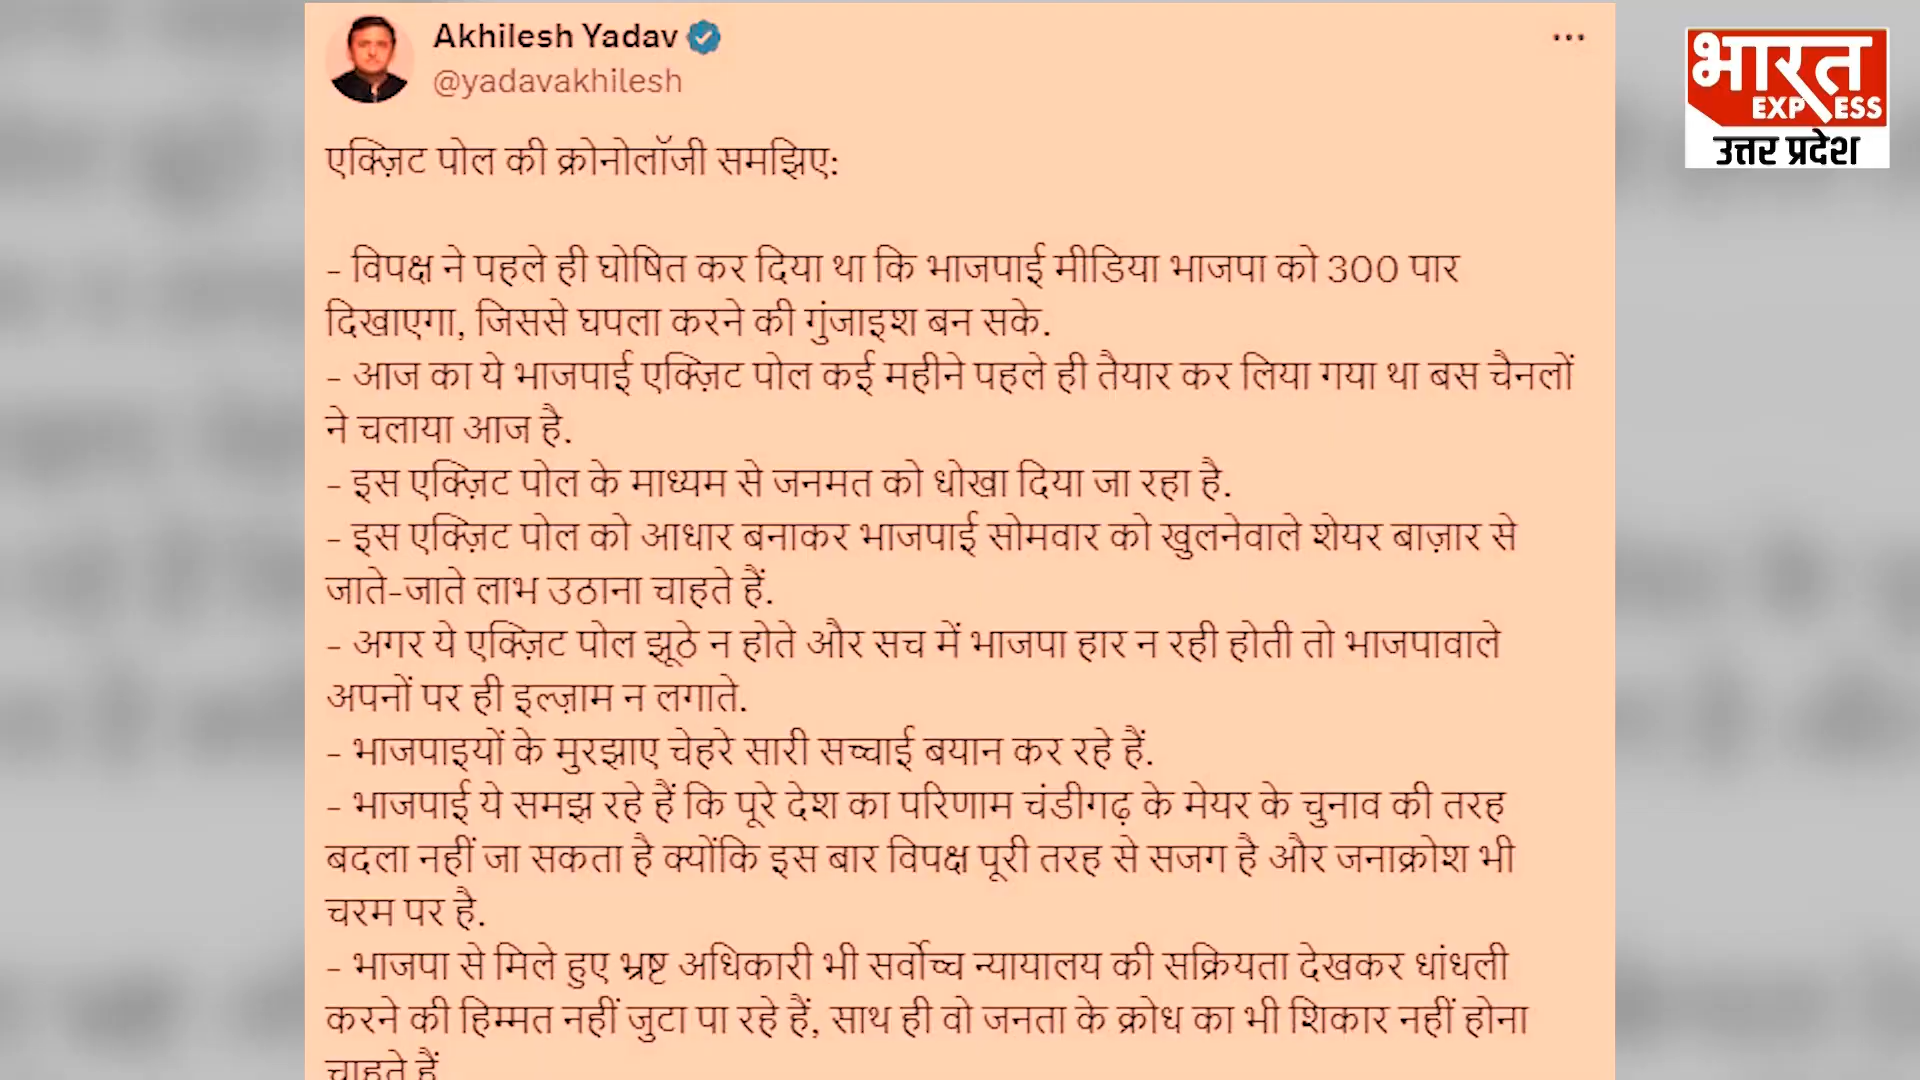 Akhilesh Yadav
@yadavakhilesh
भारत
EXPRESS
उत्तर प्रदेश
एक्ज़िट पोल की क्रोनोलॉजी समझिए:
- विपक्ष ने पहले ही घोषित कर दिया था कि भाजपाई मीडिया भाजपा को 300 पार
दिखाएगा, जिससे घपला करने की गुंजाइश बन सके.
- आज का ये भाजपाई एक्ज़िट पोल कई महीने पहले ही तैयार कर लिया गया था बस चैनलों
ने चलाया आज है.
- इस एक्ज़िट पोल के माध्यम से जनमत को धोखा दिया जा रहा है.
- इस एक्ज़िट पोल को आधार बनाकर भाजपाई सोमवार को खुलनेवाले शेयर बाज़ार से
जाते-जाते लाभ उठाना चाहते हैं.
- अगर ये एक्ज़िट पोल झूठे न होते और सच में भाजपा हार न रही होती तो भाजपावाले
अपनों पर ही इल्ज़ाम न लगाते.
- भाजपाइयों के मुरझाए चेहरे सारी सच्चाई बयान कर रहे हैं.
- भाजपाई ये समझ रहे हैं कि पूरे देश का परिणाम चंडीगढ़ के मेयर के चुनाव की तरह
बदला नहीं जा सकता है क्योंकि इस बार विपक्ष पूरी तरह से सजग है और जनाक्रोश भी
चरम पर है.
- भाजपा से मिले हुए भ्रष्ट अधिकारी भी सर्वोच्च न्यायालय की सक्रियता देखकर धांधली
करने की हिम्मत नहीं जुटा पा रहे हैं, साथ ही वो जनता के क्रोध का भी शिकार नहीं होना
चाहते हैं